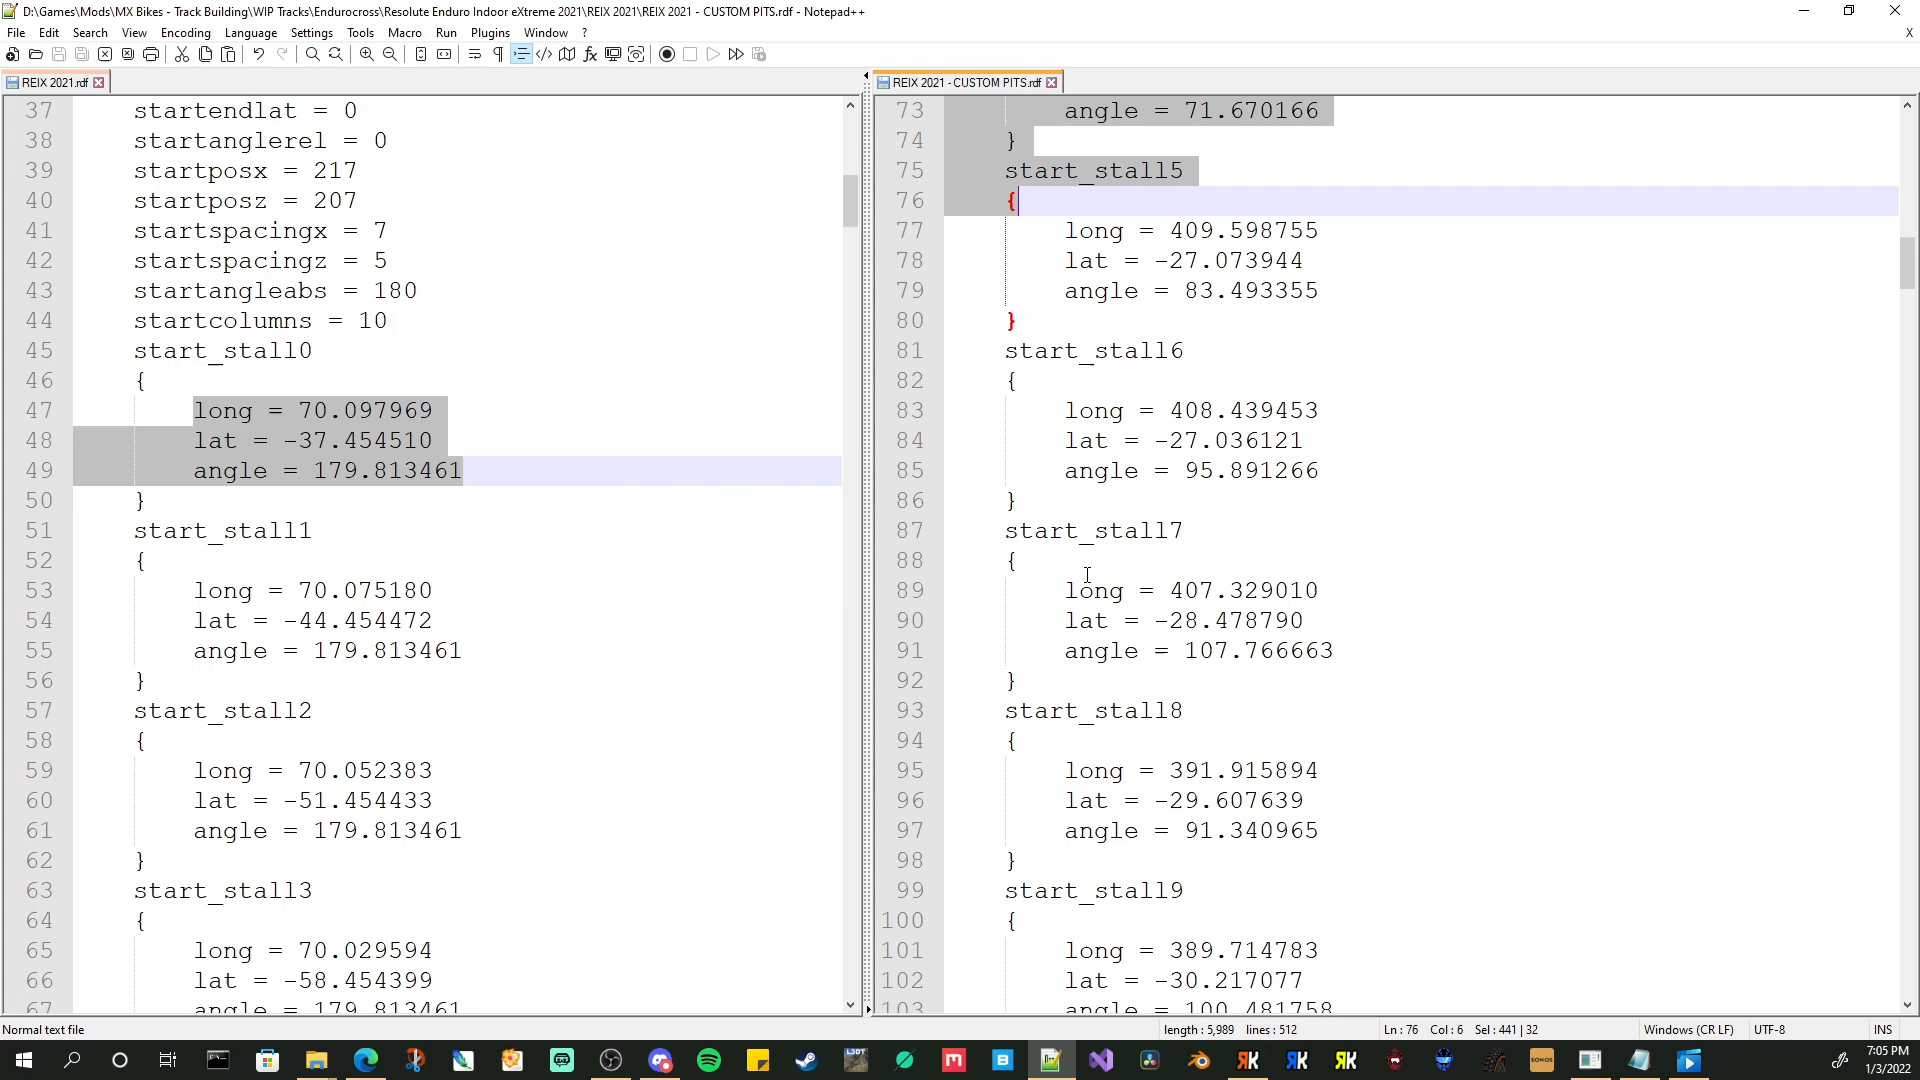 D:\Games\Mods\MX Bikes - Track Building\WIP Tracks\Endurocross\Resolute Enduro Indoor eXtreme 2021\REIX 2021\REIX 2021 - CUSTOM PITS.rdf - Notepad++
File Edit Search View Encoding Language Settings Tools Macro Run Plugins Window ? X
REIX 2021.rdf
37 startendlat = 0
38 startanglerel = 0
39 startposx = 217
40 startposz = 207
41 startspacingx = 7
42 startspacingz = 5
43 startangleabs = 180
44 startcolumns = 10
45 start_stall0
46 {
47 long = 70.097969
48 lat = -37.454510
49 angle = 179.813461
50 }
51 start_stall1
52 {
53 long = 70.075180
54 lat = -44.454472
55 angle = 179.813461
56 }
57 start_stall2
58 {
59 long = 70.052383
60 lat = -51.454433
61 angle = 179.813461
62 }
63 start_stall3
64 {
65 long = 70.029594
66 lat = -58.454399
67 angle = 179.813461
REIX 2021 - CUSTOM PITS.rdf
73 angle = 71.670166
74 }
75 start_stall5
76 {
77 long = 409.598755
78 lat = -27.073944
79 angle = 83.493355
80 }
81 start_stall6
82 {
83 long = 408.439453
84 lat = -27.036121
85 angle = 95.891266
86 }
87 start_stall7
88 {
89 long = 407.329010
90 lat = -28.478790
91 angle = 107.766663
92 }
93 start_stall8
94 {
95 long = 391.915894
96 lat = -29.607639
97 angle = 91.340965
98 }
99 start_stall9
100 {
101 long = 389.714783
102 lat = -30.217077
103 angle = 100.481758
Normal text file length : 5,989 lines : 512 Ln : 76 Col : 6 Sel : 441 | 32 Windows (CR LF) UTF-8 INS
L3DT
SONOS
7:05 PM
1/3/2022